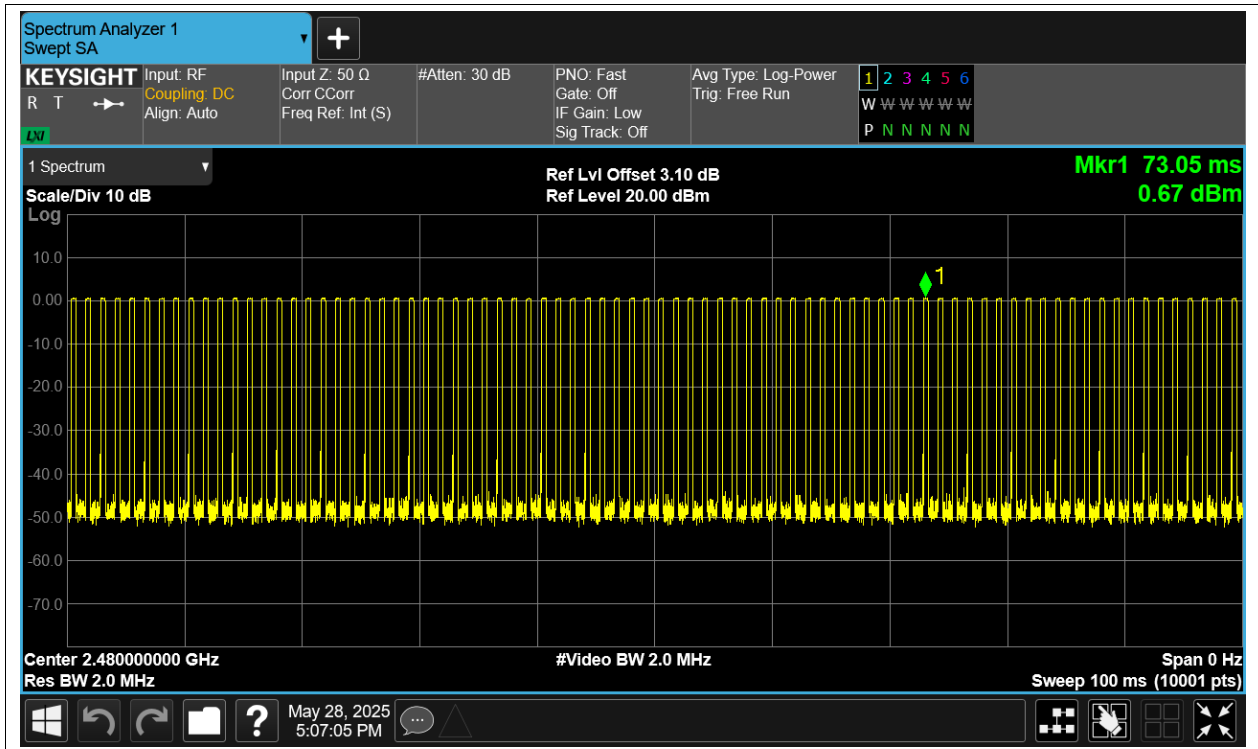 Spectrum Analyzer 1
Swept SA
KEYSIGHT
R T
LXI
Input: RF
Coupling: DC
Align: Auto
Input Z: 50 Ω
Corr CCorr
Freq Ref: Int (S)
#Atten: 30 dB
PNO: Fast
Gate: Off
IF Gain: Low
Sig Track: Off
Avg Type: Log-Power
Trig: Free Run
1 2 3 4 5 6
W W W W W W
P N N N N N
1 Spectrum
Scale/Div 10 dB
Log
Ref Lvl Offset 3.10 dB
Ref Level 20.00 dBm
Mkr1 73.05 ms
0.67 dBm
10.0
1
0.00
-10.0
-20.0
-30.0
-40.0
-50.0
-60.0
-70.0
Center 2.480000000 GHz
Res BW 2.0 MHz
#Video BW 2.0 MHz
Span 0 Hz
Sweep 100 ms (10001 pts)
?
May 28, 2025
5:07:05 PM